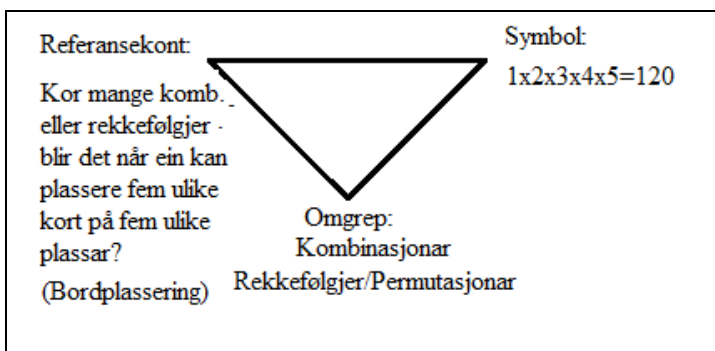 Referansekont:
Kor mange komb.
eller rekkefølgjer -
blir det når ein kan
plassere fem ulike
kort på fem ulike
plassar?
(Bordplassering)
Symbol:
1x2x3x4x5=120
Omgrep:
Kombinasjonar
Rekkefølgjer/Permutasjonar